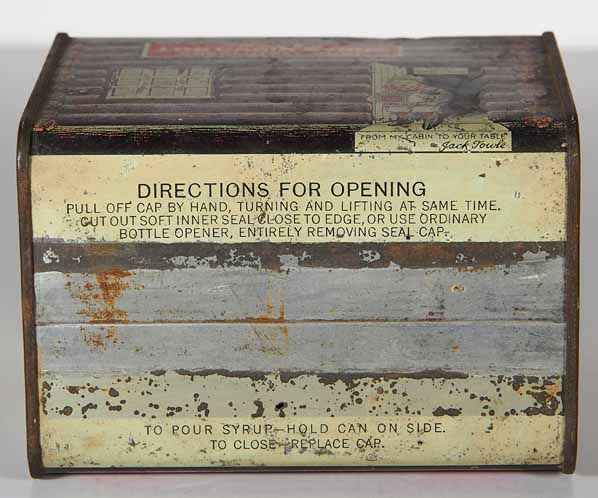 FROM MY CABIN TO YOUR TABLE
Jack Towle
DIRECTIONS FOR OPENING
PULL OFF CAP BY HAND, TURNING AND LIFTING AT SAME TIME.
CUT OUT SOFT INNER SEAL CLOSE TO EDGE, OR USE ORDINARY
BOTTLE OPENER, ENTIRELY REMOVING SEAL CAP.
TO POUR SYRUP—HOLD CAN ON SIDE.
TO CLOSE—REPLACE CAP.